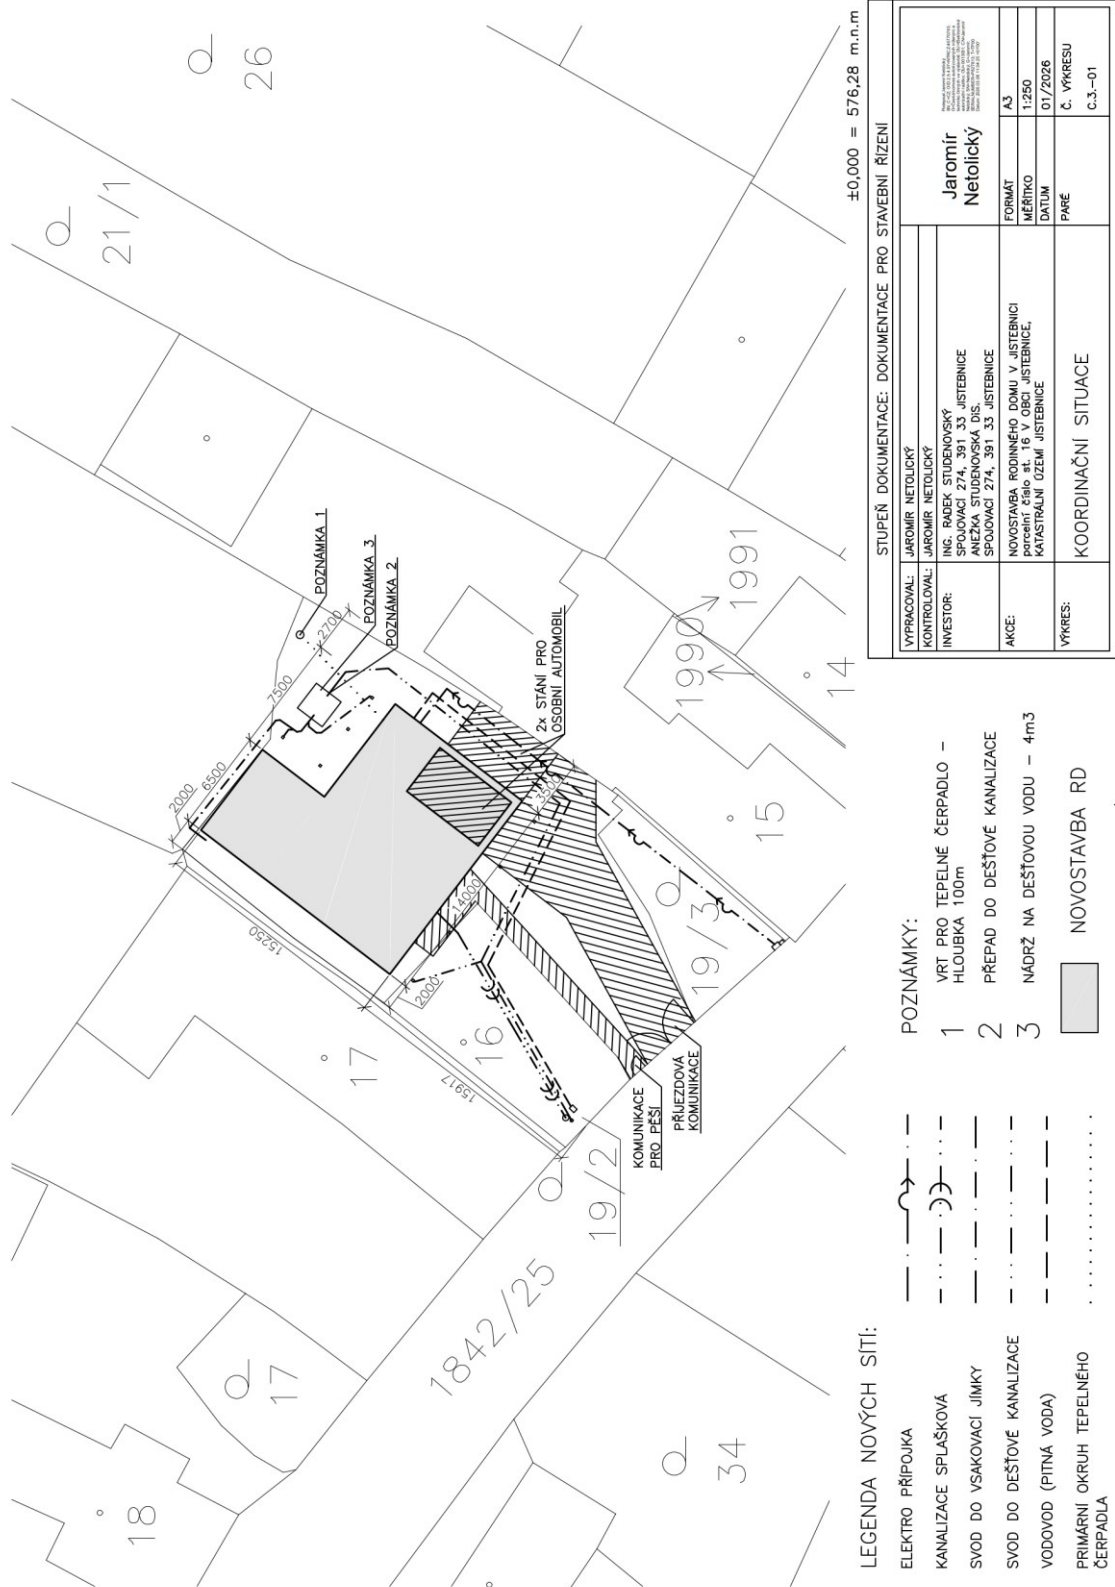 26
21/1
POZNÁMKA 1
POZNÁMKA 3
POZNÁMKA 2
2700
7500
6500
2000
2x STÁNÍ PRO
OSOBNÍ AUTOMOBIL
3500
14000
15250
2000
15917
1990
1991
14
15
19/3
16
17
KOMUNIKACE
PRO PĚŠÍ
PŘÍJEZDOVÁ
KOMUNIKACE
19/2
1842/25
17
18
34
±0,000 = 576,28 m.n.m
LEGENDA NOVÝCH SÍTÍ:
ELEKTRO PŘÍPOJKA
KANALIZACE SPLAŠKOVÁ
SVOD DO VSAKOVACÍ JÍMKY
SVOD DO DEŠŤOVÉ KANALIZACE
VODOVOD (PITNÁ VODA)
PRIMÁRNÍ OKRUH TEPELNÉHO
ČERPADLA
POZNÁMKY:
1 VRT PRO TEPELNÉ ČERPADLO –
HLOUBKA 100m
2 PŘEPAD DO DEŠŤOVÉ KANALIZACE
3 NÁDRŽ NA DEŠŤOVOU VODU – 4m3
NOVOSTAVBA RD
STUPEŇ DOKUMENTACE: DOKUMENTACE PRO STAVEBNÍ ŘÍZENÍ
VYPRACOVAL: JAROMÍR NETOLICKÝ
KONTROLOVAL: JAROMÍR NETOLICKÝ
INVESTOR: ING. RADEK STUDENOVSKÝ
SPOJOVACÍ 274, 391 33 JISTEBNICE
ANEŽKA STUDENOVSKÁ DiS.
SPOJOVACÍ 274, 391 33 JISTEBNICE
Jaromír
Netolický
AKCE: NOVOSTAVBA RODINNÉHO DOMU V JISTEBNICI
parcelní číslo st. 16 V OBCI JISTEBNICE,
KATASTRÁLNÍ ÚZEMÍ JISTEBNICE
FORMÁT A3
MĚŘÍTKO 1:250
DATUM 01/2026
VÝKRES: KOORDINAČNÍ SITUACE
PARÉ
Č. VÝKRESU
C.3.-01